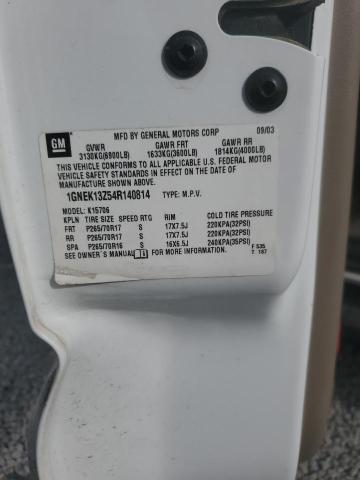 GM
MFD BY GENERAL MOTORS CORP 09/03
GVWR GAWR FRT GAWR RR
3130KG(6900LB) 1633KG(3600LB) 1814KG(4000LB)
THIS VEHICLE CONFORMS TO ALL APPLICABLE U.S. FEDERAL MOTOR
VEHICLE SAFETY STANDARDS IN EFFECT ON THE DATE OF
MANUFACTURE SHOWN ABOVE.
1GNEK13Z54R140814 TYPE: M.P.V.
MODEL: K15706
KPLN TIRE SIZE SPEED RTG RIM COLD TIRE PRESSURE
FRT P265/70R17 S 17X7.5J 220KPA(32PSI)
RR P265/70R17 S 17X7.5J 220KPA(32PSI)
SPA P265/70R16 S 16X6.5J 240KPA(35PSI)
SEE OWNER'S MANUAL F 535
T 187